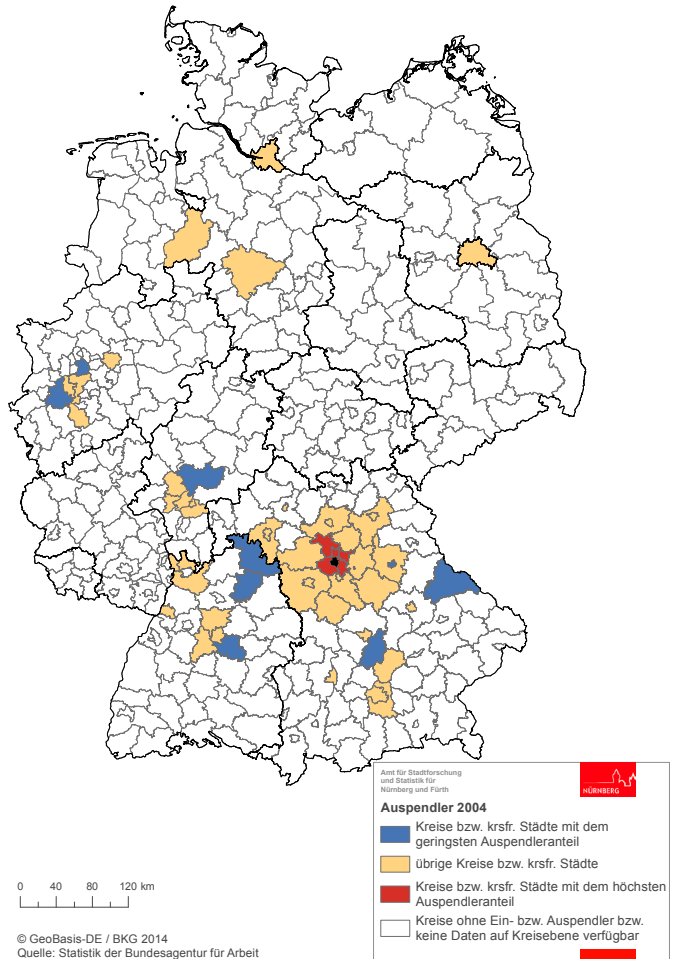 Amt für Stadtforschung
und Statistik für
Nürnberg und Fürth
NÜRNBERG
Auspendler 2004
Kreise bzw. krsfr. Städte mit dem
geringsten Auspendleranteil
übrige Kreise bzw. krsfr. Städte
Kreise bzw. krsfr. Städte mit dem höchsten
Auspendleranteil
Kreise ohne Ein- bzw. Auspendler bzw.
keine Daten auf Kreisebene verfügbar
0 40 80 120 km
© GeoBasis-DE / BKG 2014
Quelle: Statistik der Bundesagentur für Arbeit